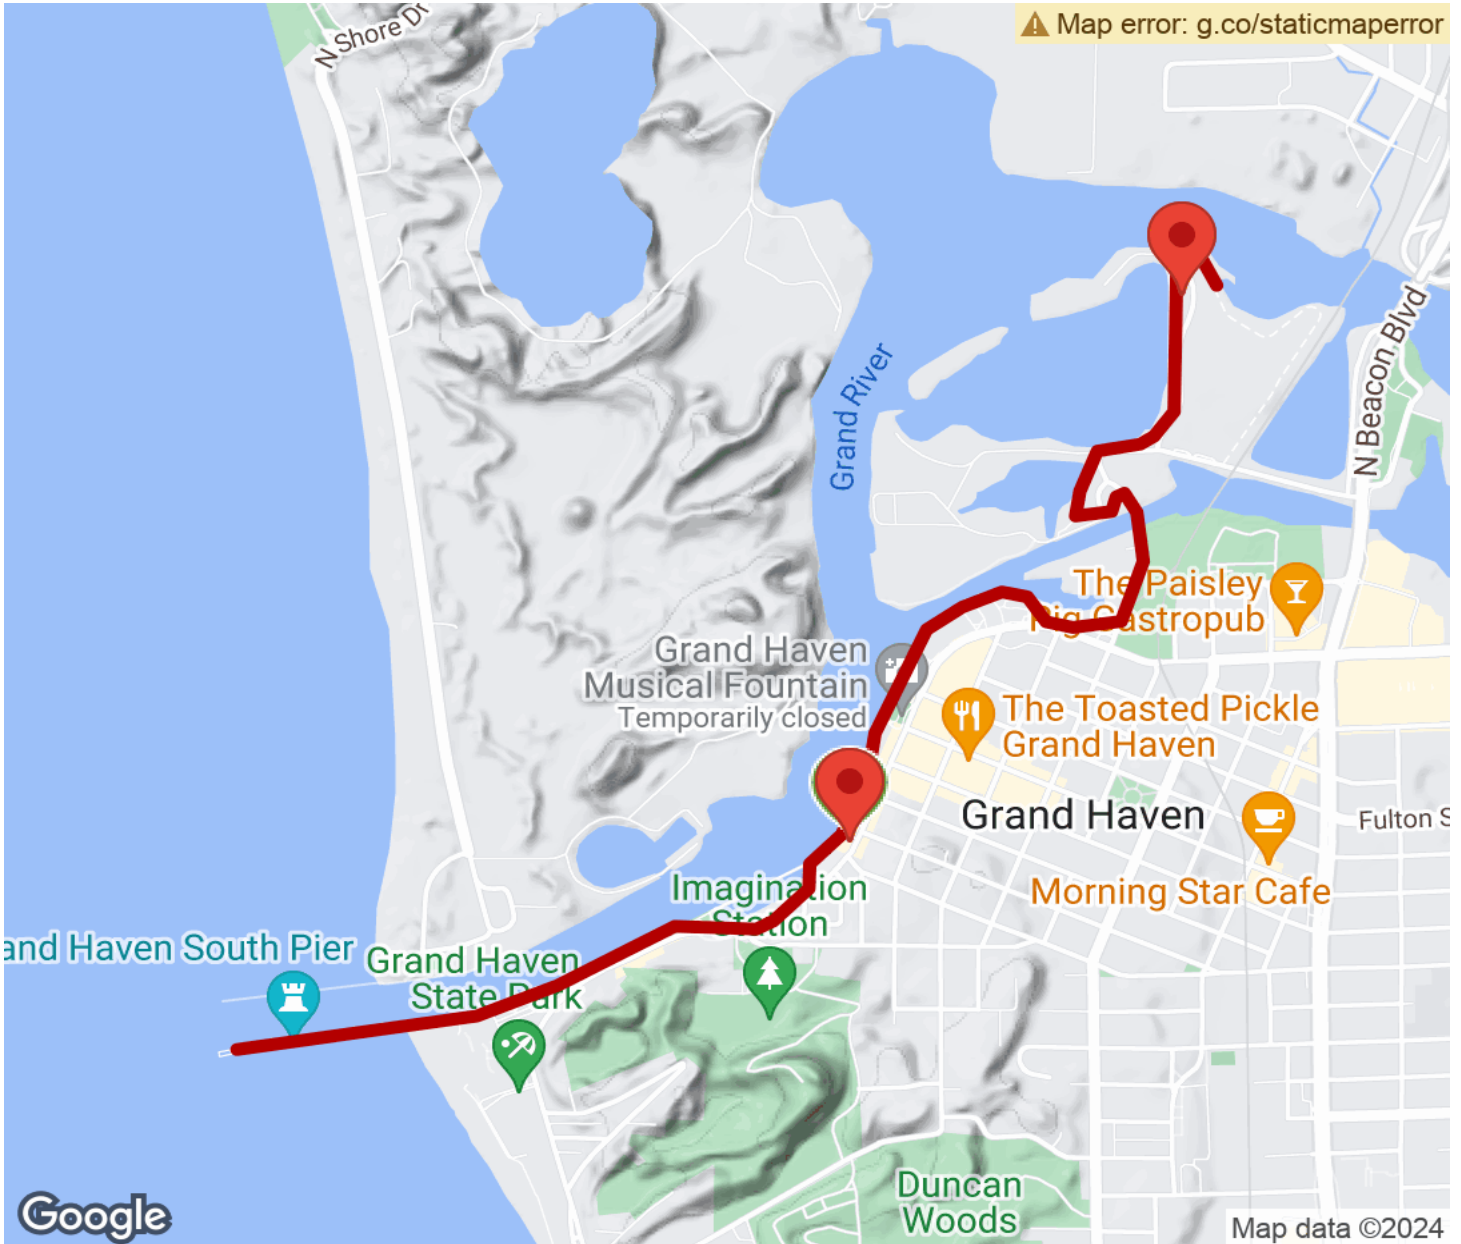 Map error: g.co/staticmaperror
N Shore Dr
N Beacon Blvd
Grand River
The Paisley
Pig Gastropub
Grand Haven
Musical Fountain
Temporarily closed
The Toasted Pickle
Grand Haven
Grand Haven
Fulton S
Morning Star Cafe
Imagination
Station
and Haven South Pier
Grand Haven
State Park
Duncan
Woods
Google
Map data ©2024